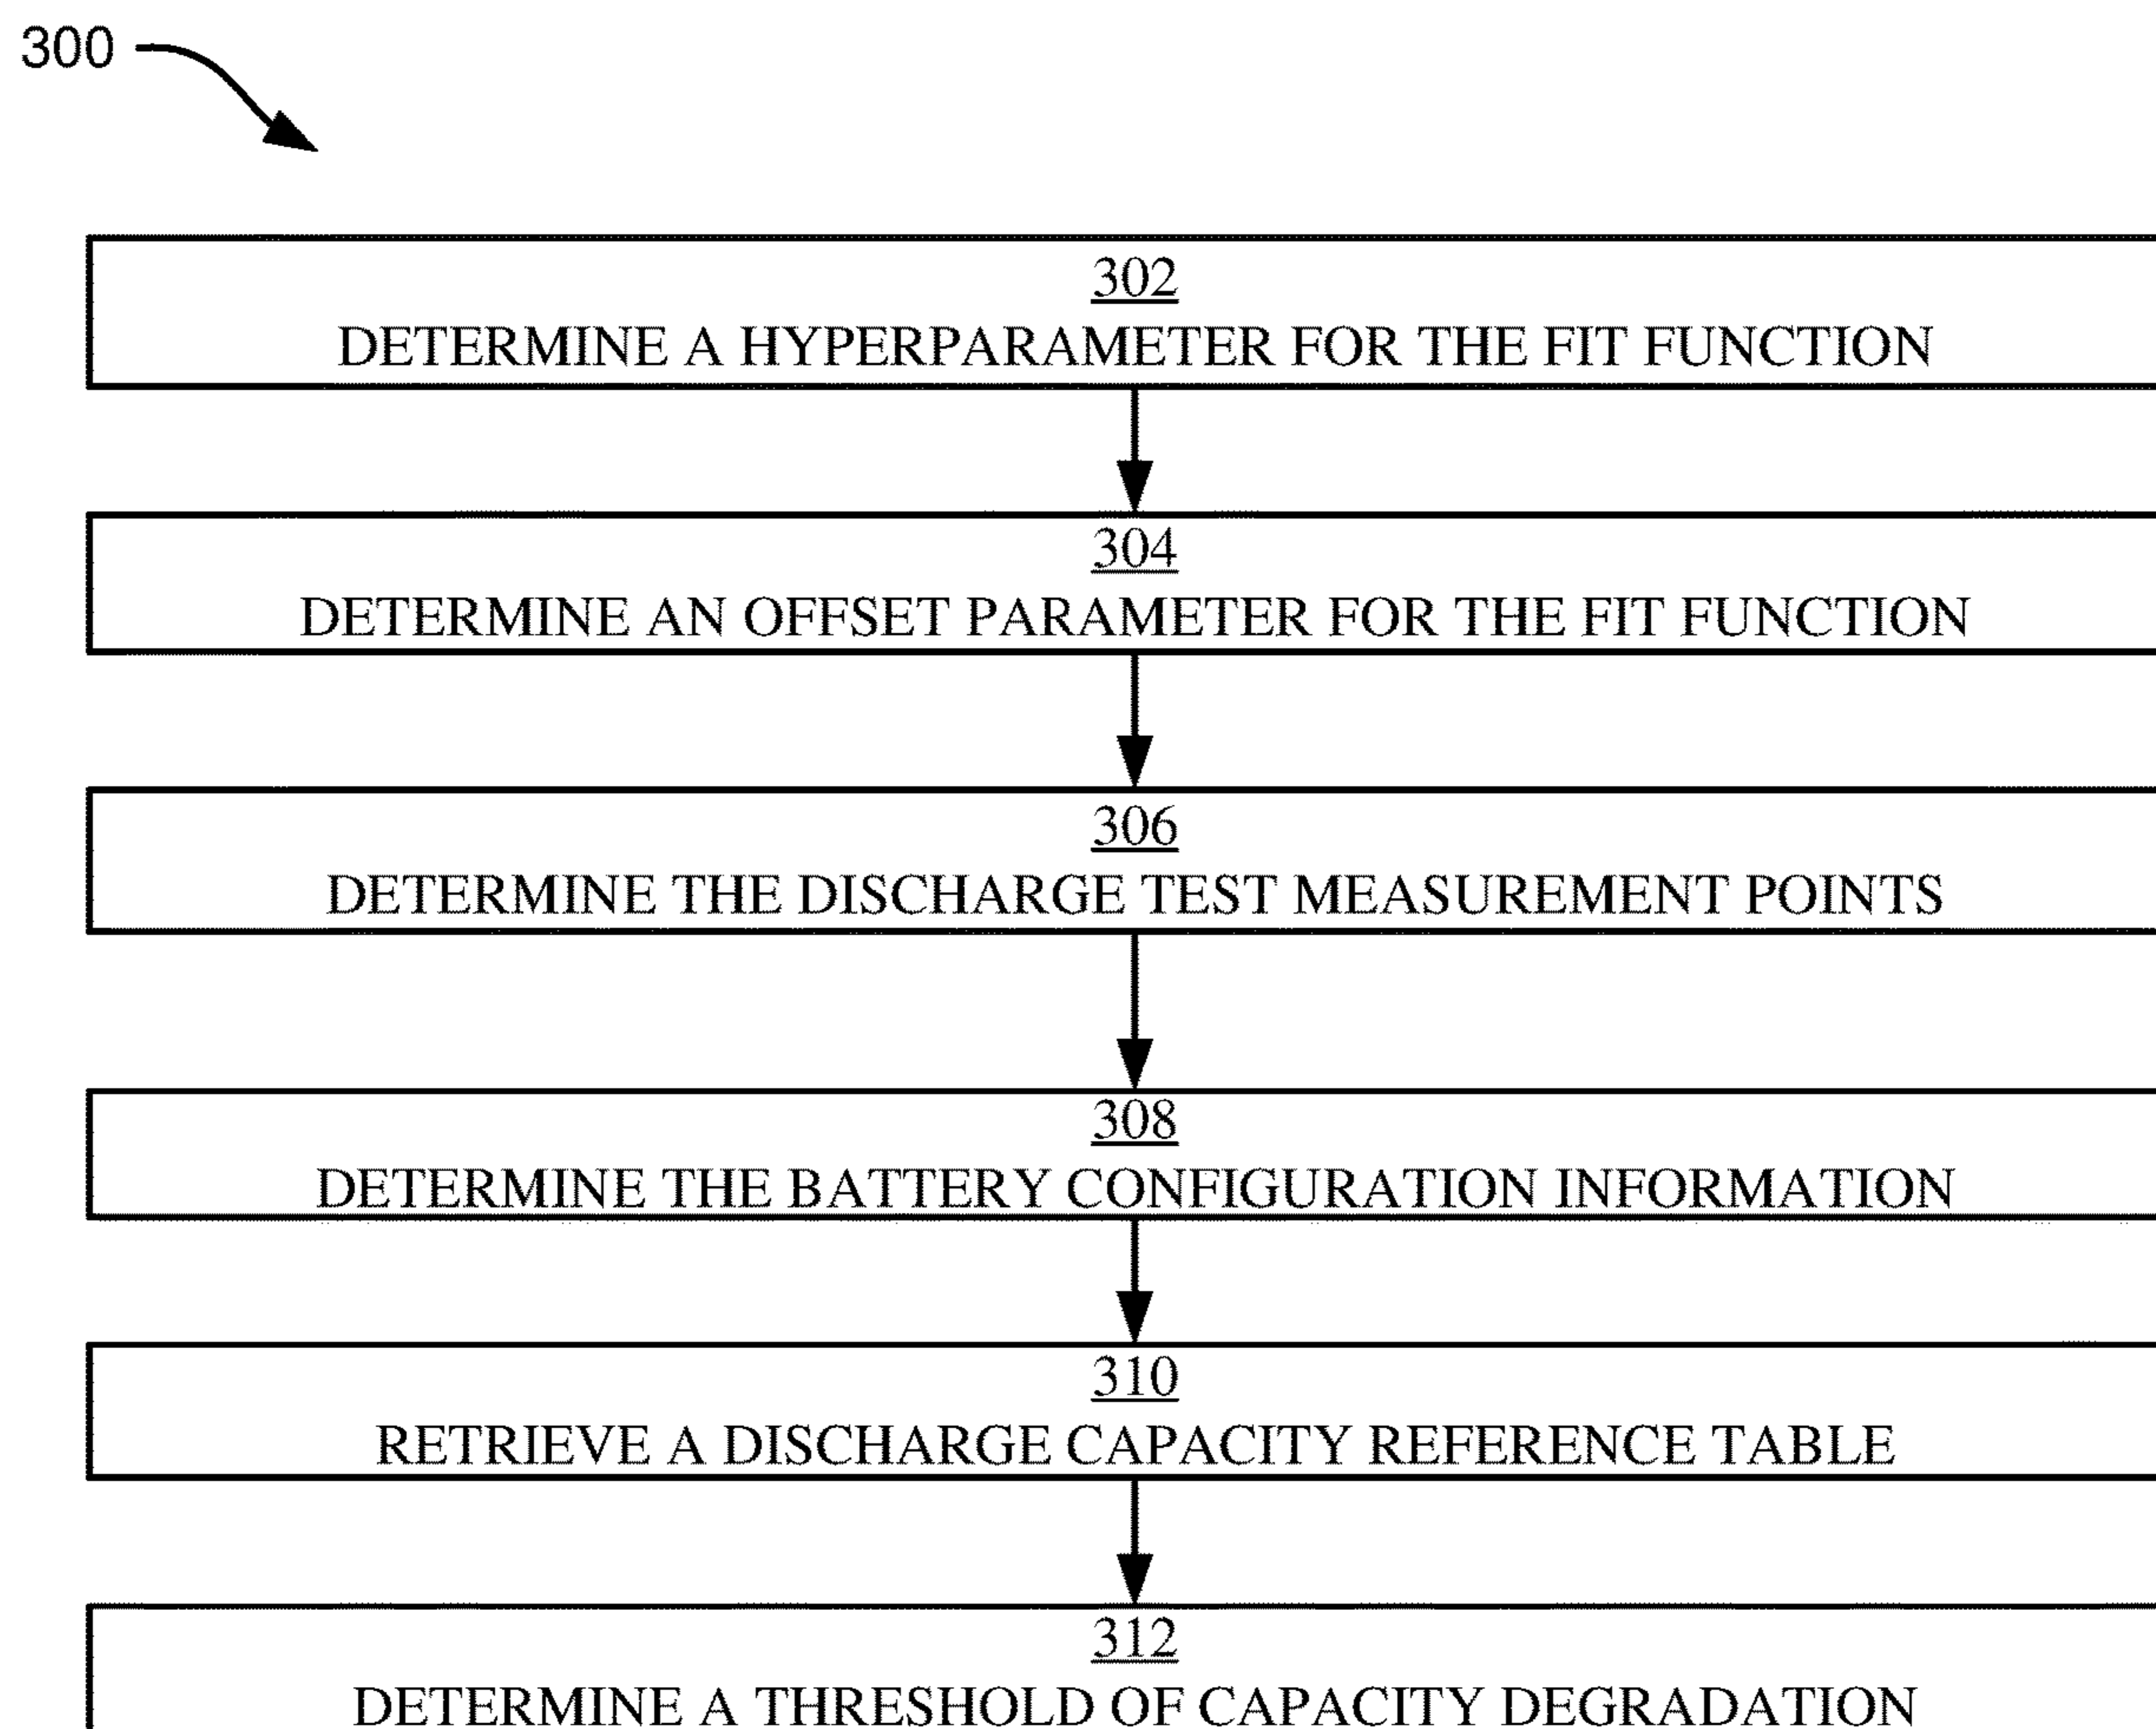 300
302
DETERMINE A HYPERPARAMETER FOR THE FIT FUNCTION
304
DETERMINE AN OFFSET PARAMETER FOR THE FIT FUNCTION
306
DETERMINE THE DISCHARGE TEST MEASUREMENT POINTS
308
DETERMINE THE BATTERY CONFIGURATION INFORMATION
310
RETRIEVE A DISCHARGE CAPACITY REFERENCE TABLE
312
DETERMINE A THRESHOLD OF CAPACITY DEGRADATION